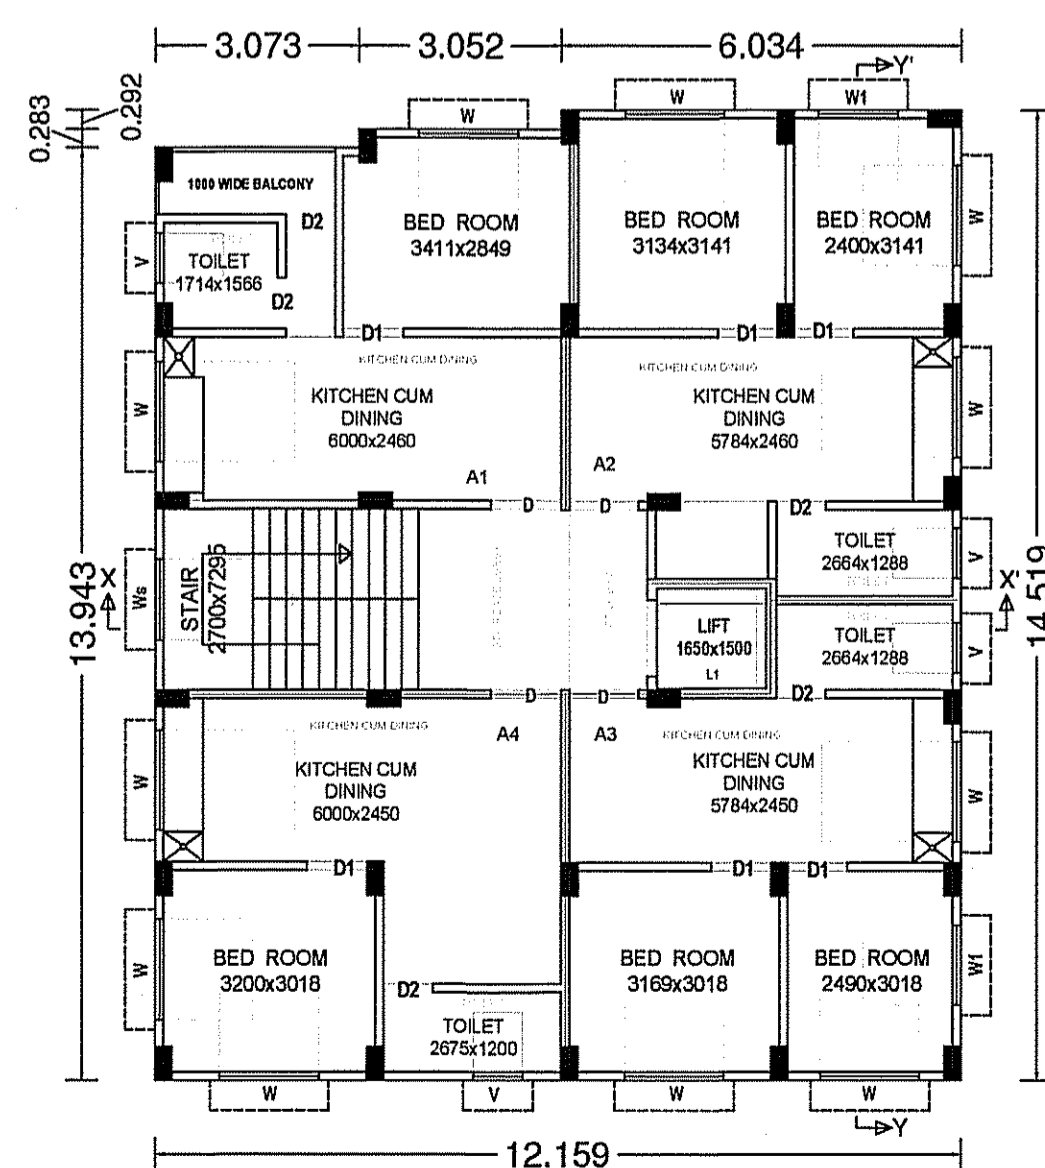 3.073
3.052
6.034
0.283
0.292
Y'
W
W
W1
1000 WIDE BALCONY
D2
BED ROOM
3411x2849
BED ROOM
3134x3141
BED ROOM
2400x3141
W
V
TOILET
1714x1566
D2
D1
D1
D1
KITCHEN CUM DINING
KITCHEN CUM DINING
W
KITCHEN CUM
DINING
6000x2460
KITCHEN CUM
DINING
5784x2460
W
A1
A2
D
D
D2
13.943
X
Ws
STAIR
2700x7295
TOILET
2664x1288
V
X'
14.519
LIFT
1650x1500
L1
TOILET
2664x1288
V
D
D
D2
KITCHEN CUM DINING
A4
A3
KITCHEN CUM DINING
W
KITCHEN CUM
DINING
6000x2450
KITCHEN CUM
DINING
5784x2450
W
D1
D1
D1
W
BED ROOM
3200x3018
BED ROOM
3169x3018
BED ROOM
2490x3018
W1
D2
TOILET
2675x1200
W
V
W
W
Y
12.159